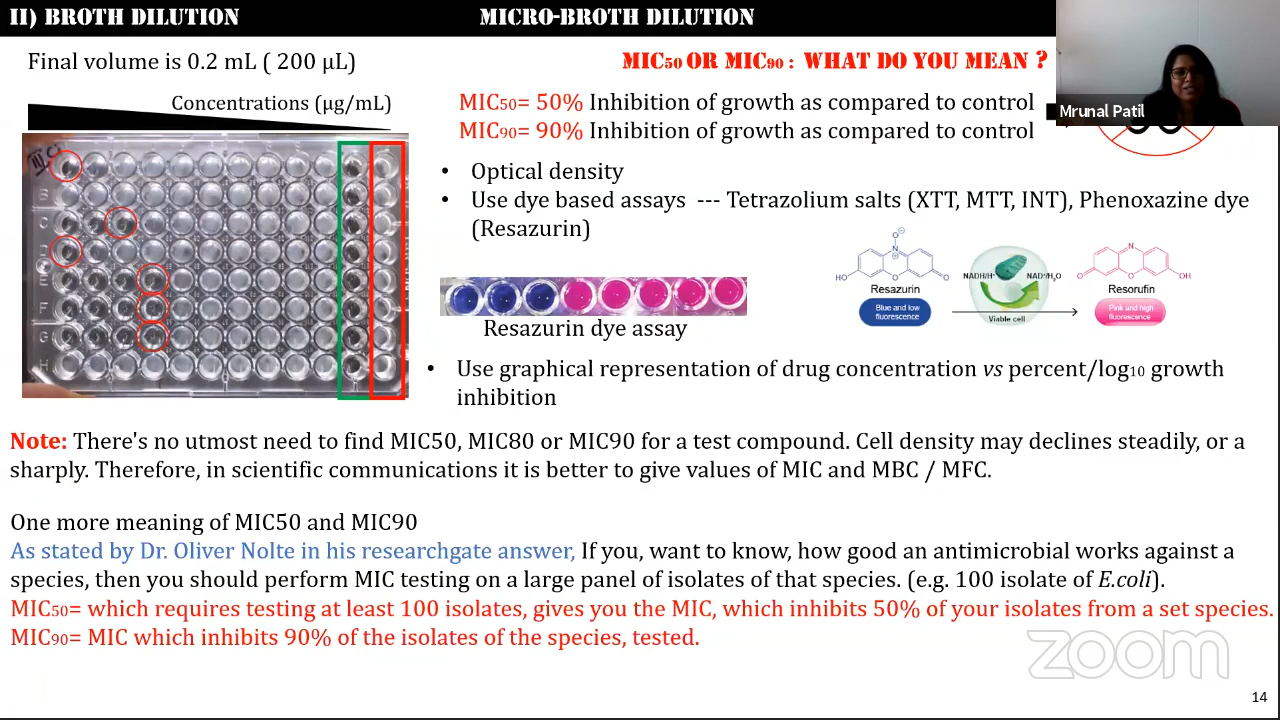 II) BROTH DILUTION
MICRO-BROTH DILUTION
Final volume is 0.2 mL ( 200 µL)
Concentrations (µg/mL)
MIC50 OR MIC90 : WHAT DO YOU MEAN ?
MIC50= 50% Inhibition of growth as compared to control
MIC90= 90% Inhibition of growth as compared to control
Mrunal Patil
• Optical density
• Use dye based assays --- Tetrazolium salts (XTT, MTT, INT), Phenoxazine dye
(Resazurin)
Resazurin dye assay
O⊖
N
⊕
HO
O
O
Resazurin
Blue and low
fluorescence
NADH/H⁺
NAD⁺/H₂O
Viable cell
N
O
O
OH
Resorufin
Pink and high
fluorescence
• Use graphical representation of drug concentration vs percent/log10 growth
inhibition
Note: There's no utmost need to find MIC50, MIC80 or MIC90 for a test compound. Cell density may declines steadily, or a
sharply. Therefore, in scientific communications it is better to give values of MIC and MBC / MFC.
One more meaning of MIC50 and MIC90
As stated by Dr. Oliver Nolte in his researchgate answer, If you, want to know, how good an antimicrobial works against a
species, then you should perform MIC testing on a large panel of isolates of that species. (e.g. 100 isolate of E.coli).
MIC50= which requires testing at least 100 isolates, gives you the MIC, which inhibits 50% of your isolates from a set species.
MIC90= MIC which inhibits 90% of the isolates of the species, tested.
zoom
14